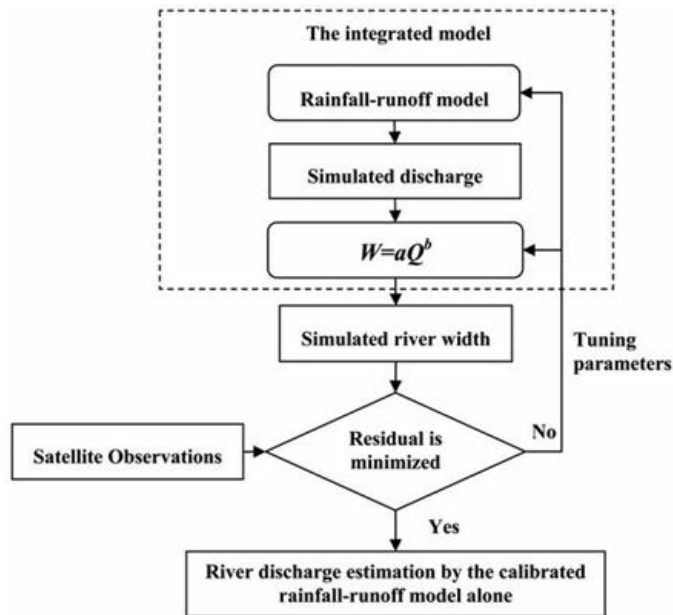 The integrated model
Rainfall-runoff model
Simulated discharge
W=aQ^b
Simulated river width
Tuning
parameters
Satellite Observations
Residual is
minimized
No
Yes
River discharge estimation by the calibrated
rainfall-runoff model alone